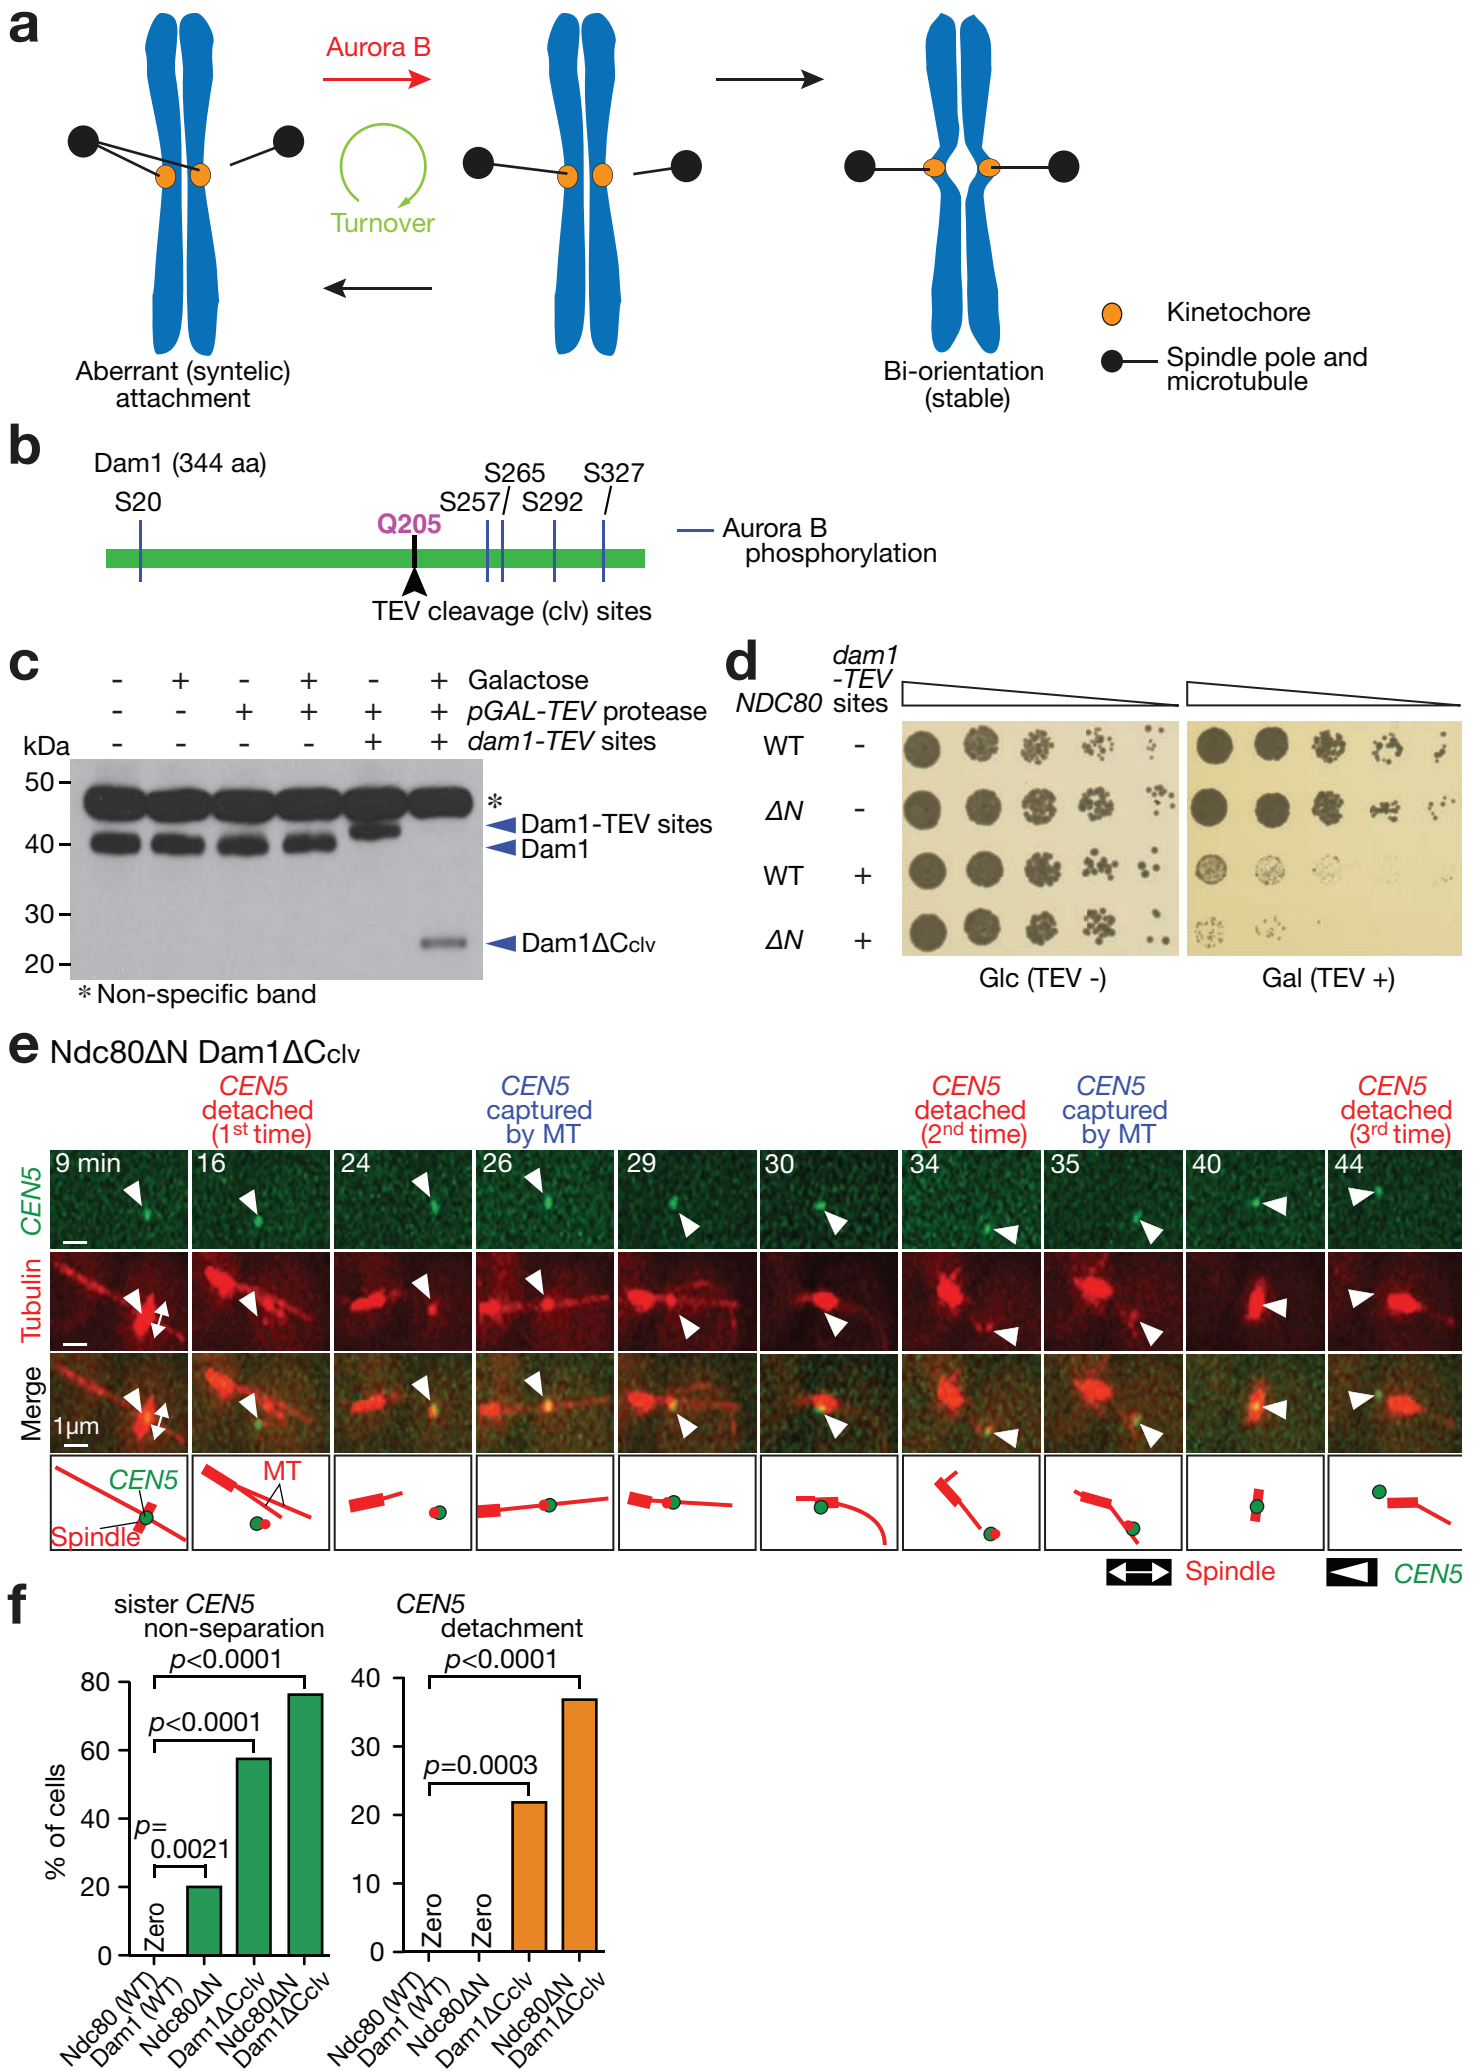 a
Aurora B
Turnover
Aberrant (syntelic)
attachment
Bi-orientation
(stable)
Kinetochore
Spindle pole and
microtubule
b
Dam1 (344 aa)
S20
Q205
S257
S265
S292
S327
Aurora B
phosphorylation
TEV cleavage (clv) sites
c
- + - + - + Galactose
- - + + + + pGAL-TEV protease
- - - - + + dam1-TEV sites
kDa
50
40
30
20
*
Dam1-TEV sites
Dam1
Dam1ΔCclv
* Non-specific band
d
NDC80
dam1
-TEV
sites
WT -
ΔN -
WT +
ΔN +
Glc (TEV -)
Gal (TEV +)
e Ndc80ΔN Dam1ΔCclv
CEN5
detached
(1st time)
CEN5
captured
by MT
CEN5
detached
(2nd time)
CEN5
captured
by MT
CEN5
detached
(3rd time)
9 min 16 24 26 29 30 34 35 40 44
CEN5
Tubulin
Merge
1μm
CEN5
Spindle
MT
Spindle
CEN5
f
sister CEN5
non-separation
p<0.0001
p<0.0001
p=
0.0021
% of cells
80
60
40
20
0
Zero
Ndc80 (WT)
Dam1 (WT)
Ndc80ΔN
Dam1ΔCclv
Ndc80ΔN
Dam1ΔCclv
CEN5
detachment
p<0.0001
p=0.0003
40
30
20
10
0
Zero
Zero
Ndc80 (WT)
Dam1 (WT)
Ndc80ΔN
Dam1ΔCclv
Ndc80ΔN
Dam1ΔCclv